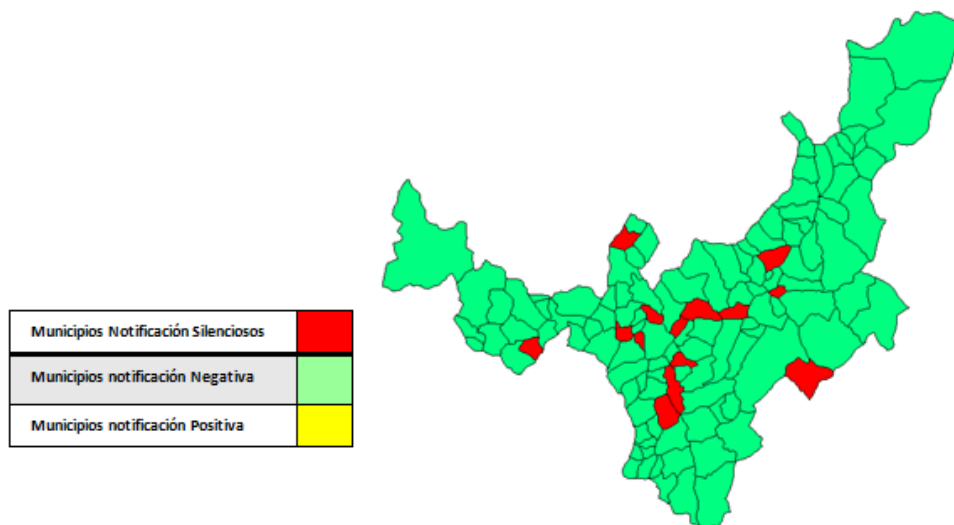 Municipios Notificación Silenciosos
Municipios notificación Negativa
Municipios notificación Positiva